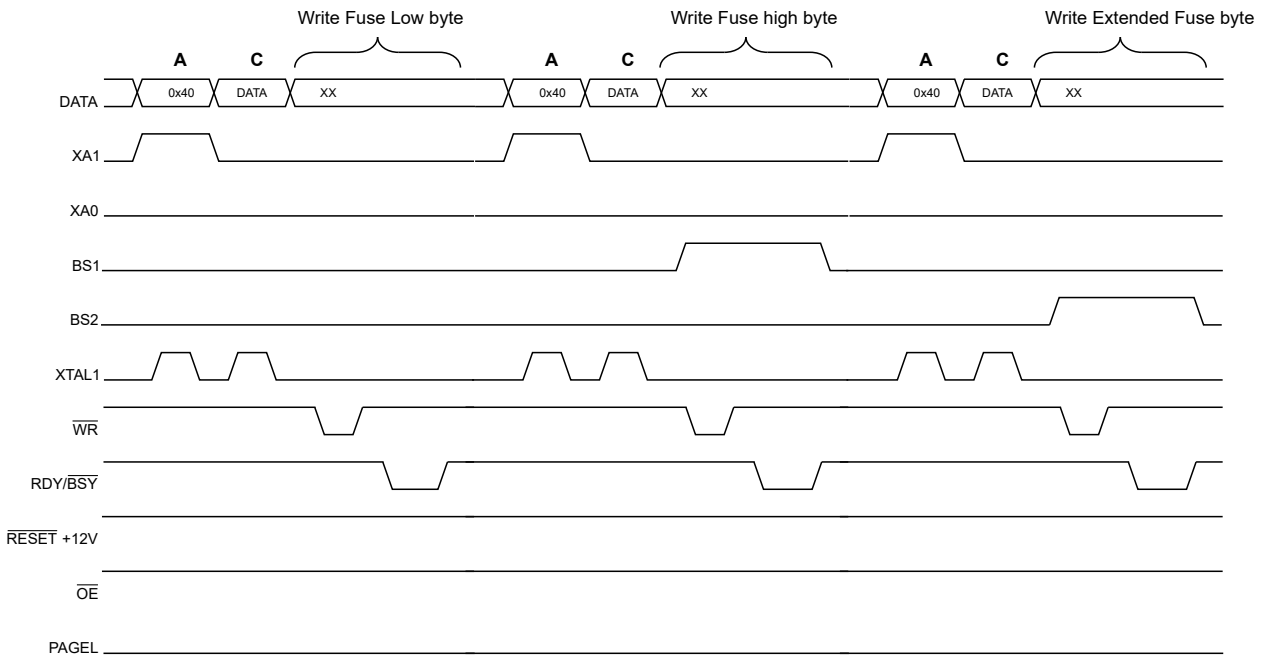 Write Fuse Low byte Write Fuse high byte Write Extended Fuse byte
A C A C A C
DATA 0x40 DATA XX 0x40 DATA XX 0x40 DATA XX
XA1
XA0
BS1
BS2
XTAL1
WR
RDY/BSY
RESET +12V
OE
PAGEL